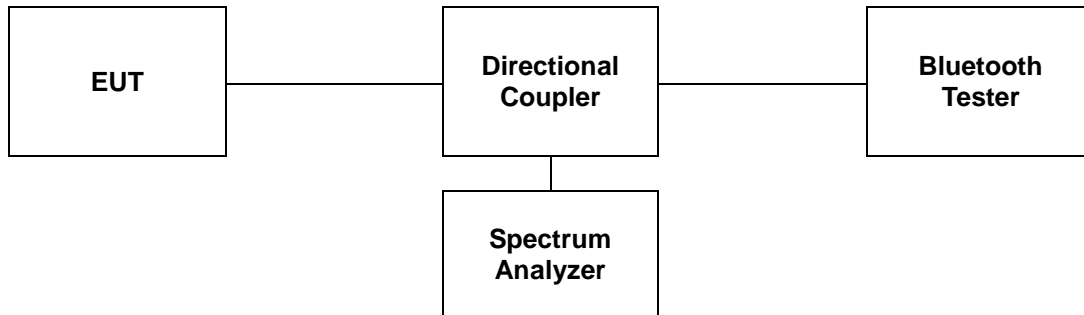 EUT
Directional
Coupler
Bluetooth
Tester
Spectrum
Analyzer